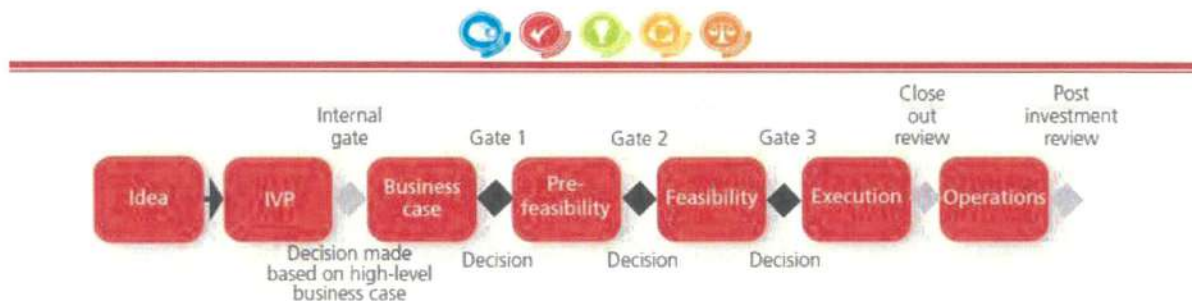 Internal
gate
Gate 1
Gate 2
Gate 3
Close
out
review
Post
investment
review
Idea
IVP
Business
case
Pre-
feasibility
Feasibility
Execution
Operations
Decision made
based on high-level
business case
Decision
Decision
Decision